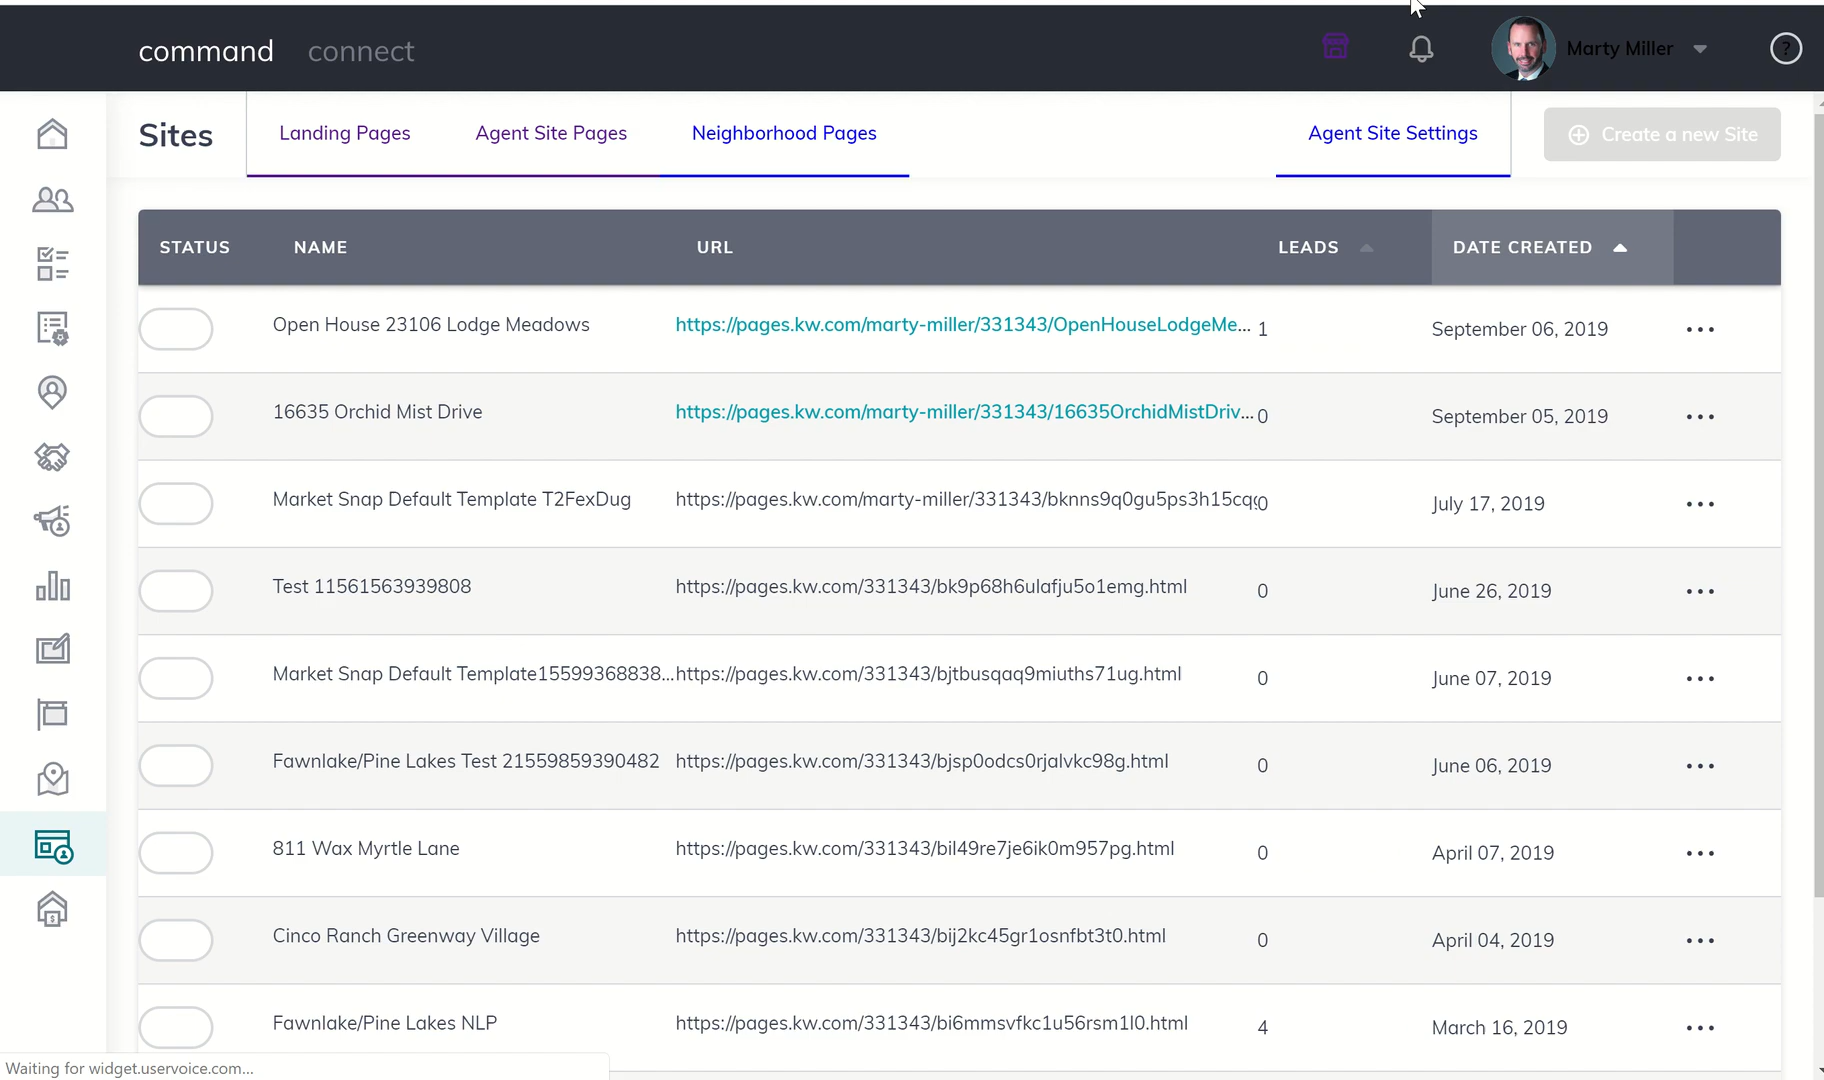 command connect Marty Miller ?
Sites Landing Pages Agent Site Pages Neighborhood Pages Agent Site Settings Create a new Site
STATUS NAME URL LEADS DATE CREATED
Open House 23106 Lodge Meadows https://pages.kw.com/marty-miller/331343/OpenHouseLodgeMe... 1 September 06, 2019
16635 Orchid Mist Drive https://pages.kw.com/marty-miller/331343/16635OrchidMistDriv... 0 September 05, 2019
Market Snap Default Template T2FexDug https://pages.kw.com/marty-miller/331343/bknns9q0gu5ps3h15cq 0 July 17, 2019
Test 11561563939808 https://pages.kw.com/331343/bk9p68h6ulafju5o1emg.html 0 June 26, 2019
Market Snap Default Template15599368838... https://pages.kw.com/331343/bjtbusqaq9miuths71ug.html 0 June 07, 2019
Fawnlake/Pine Lakes Test 21559859390482 https://pages.kw.com/331343/bjsp0odcs0rjalvkc98g.html 0 June 06, 2019
811 Wax Myrtle Lane https://pages.kw.com/331343/bil49re7je6ik0m957pg.html 0 April 07, 2019
Cinco Ranch Greenway Village https://pages.kw.com/331343/bij2kc45gr1osnfbt3t0.html 0 April 04, 2019
Fawnlake/Pine Lakes NLP https://pages.kw.com/331343/bi6mmsvfkc1u56rsm1l0.html 4 March 16, 2019
Waiting for widget.uservoice.com...